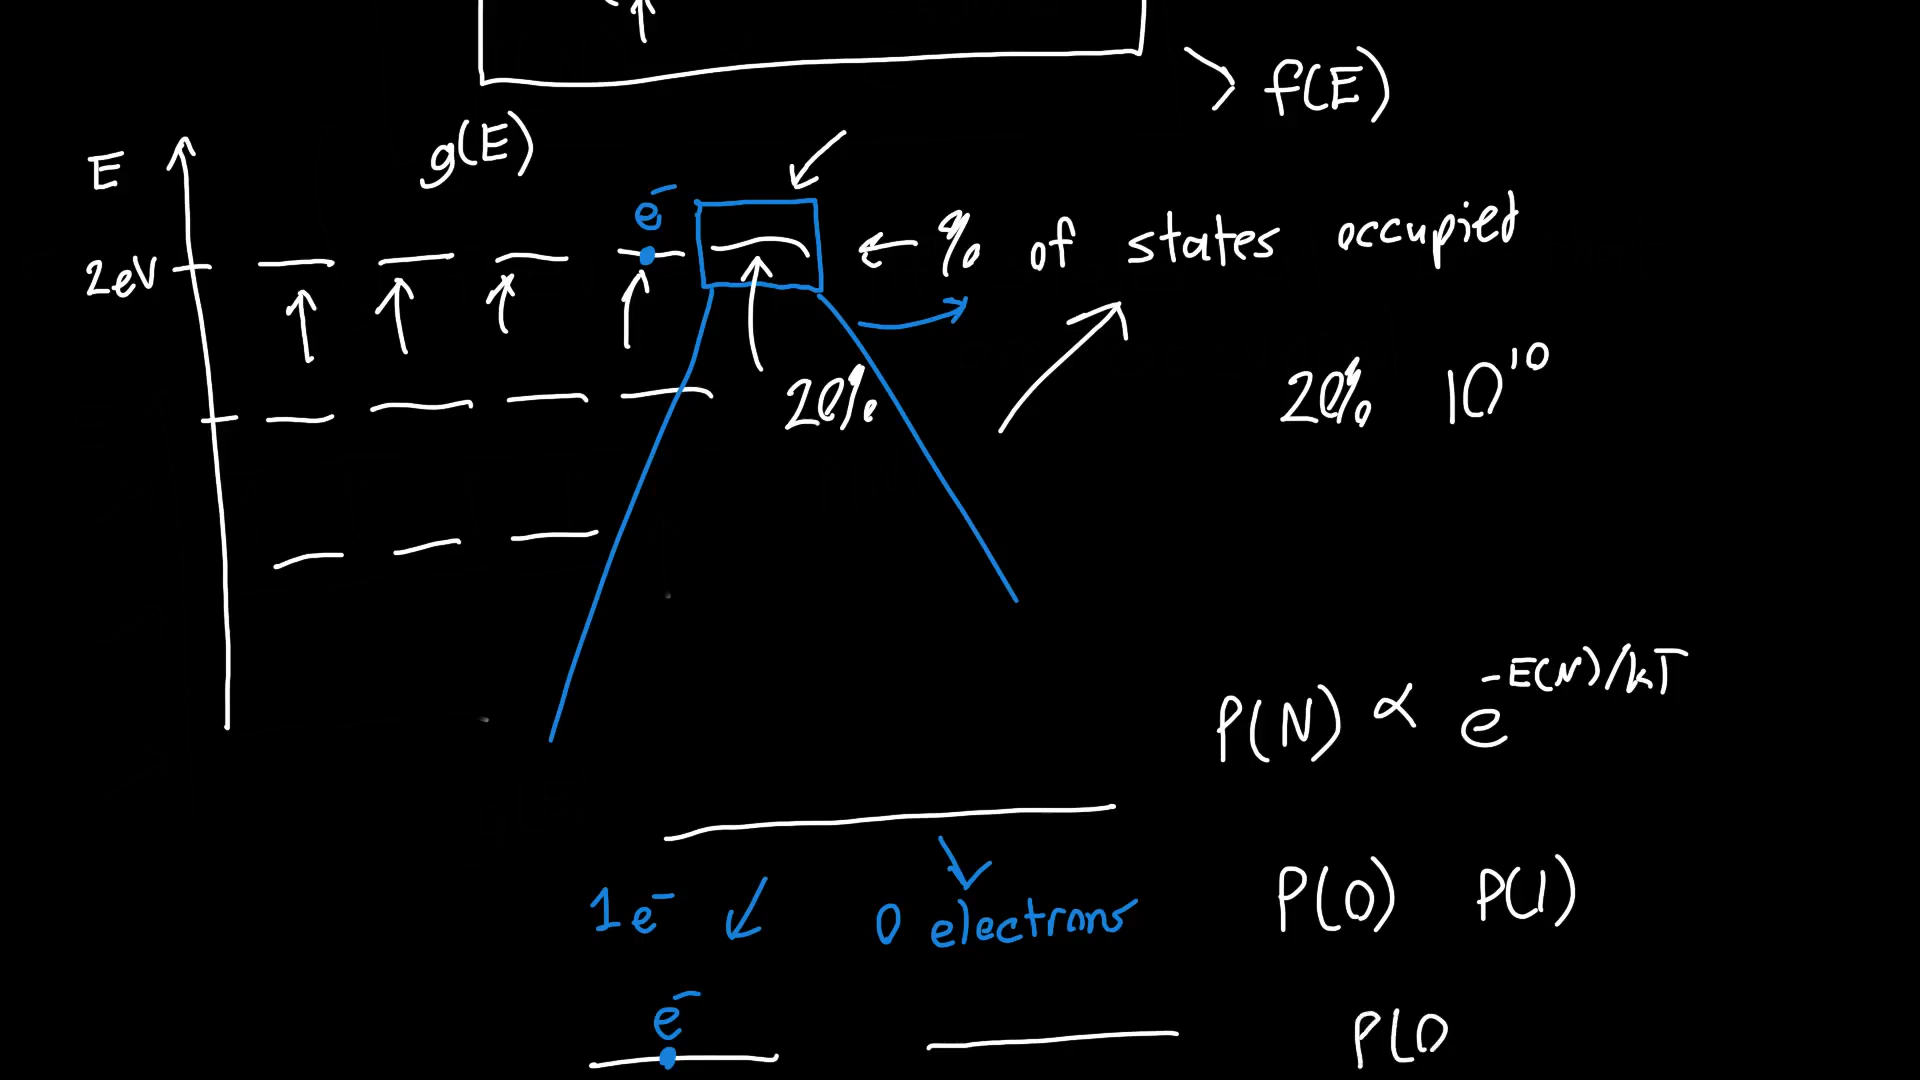 f(E)
g(E)
E
e⁻
2eV
% of states occupied
20%
20% 10¹⁰
P(N) ∝ e^{-E(N)/kT}
1e⁻
0 electrons
P(0) P(1)
e⁻
P(0